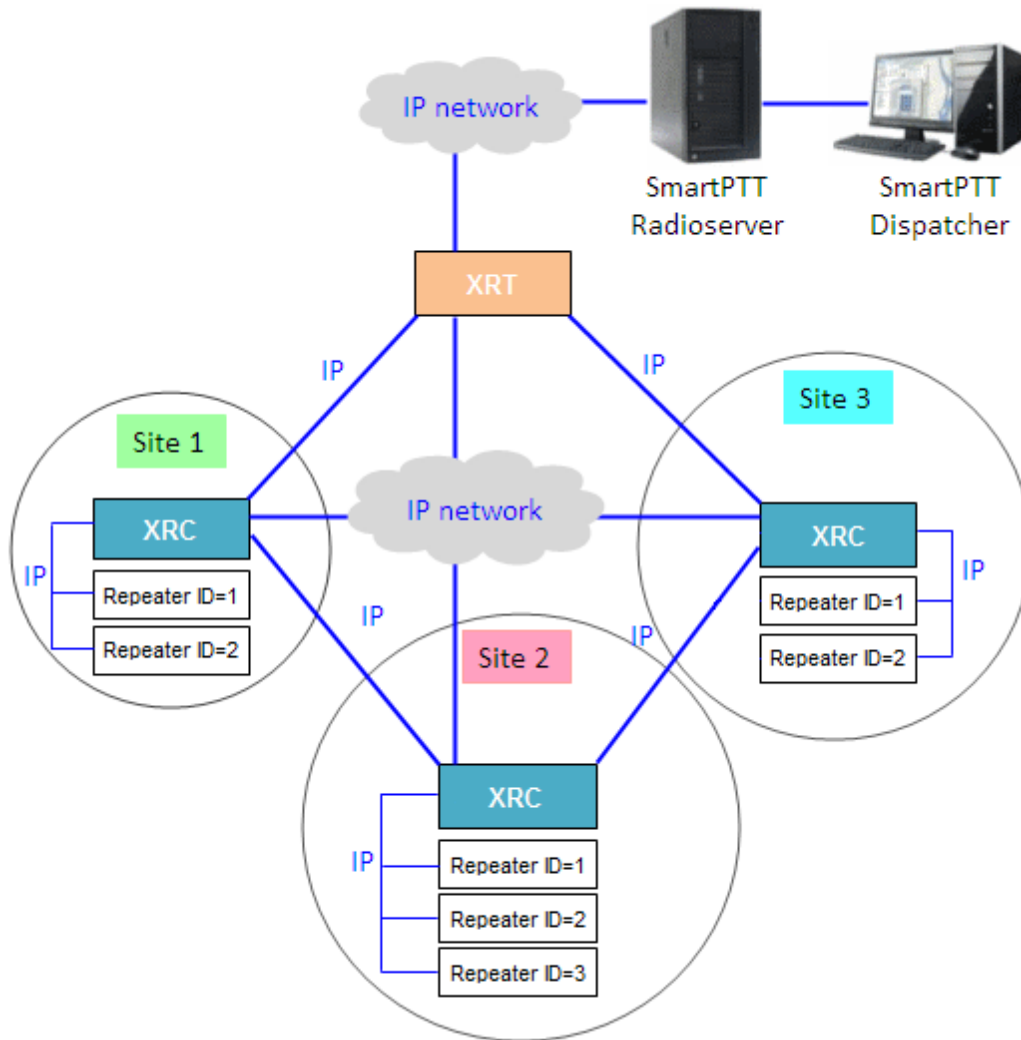 IP network
SmartPTT
Radioserver
SmartPTT
Dispatcher
XRT
IP
IP
Site 1
Site 3
XRC
IP network
XRC
IP
Repeater ID=1
Repeater ID=2
IP
Repeater ID=1
Repeater ID=2
IP
IP
Site 2
XRC
IP
Repeater ID=1
Repeater ID=2
Repeater ID=3